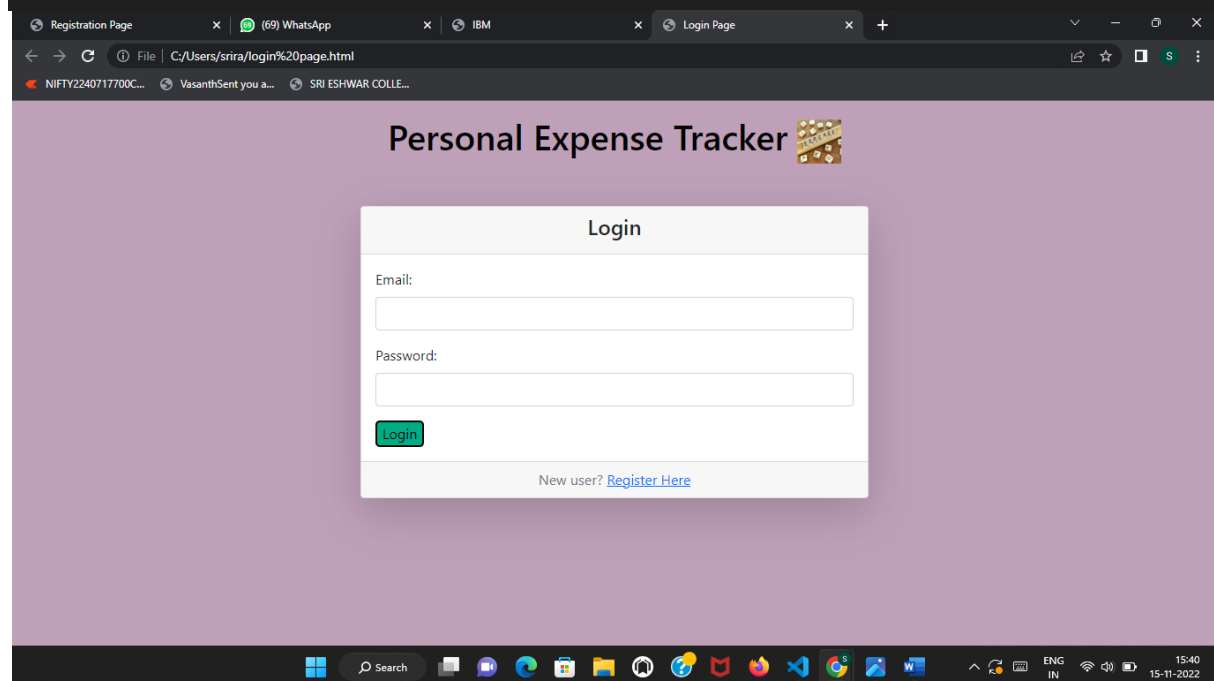 Registration Page
69 (69) WhatsApp
IBM
Login Page
File C:/Users/srira/login%20page.html
S
NIFTY2240717700C... VasanthSent you a... SRI ESHWAR COLLE...
Personal Expense Tracker
Login
Email:
Password:
Login
New user? Register Here
Search
S
W
ENG
IN
15:40
15-11-2022